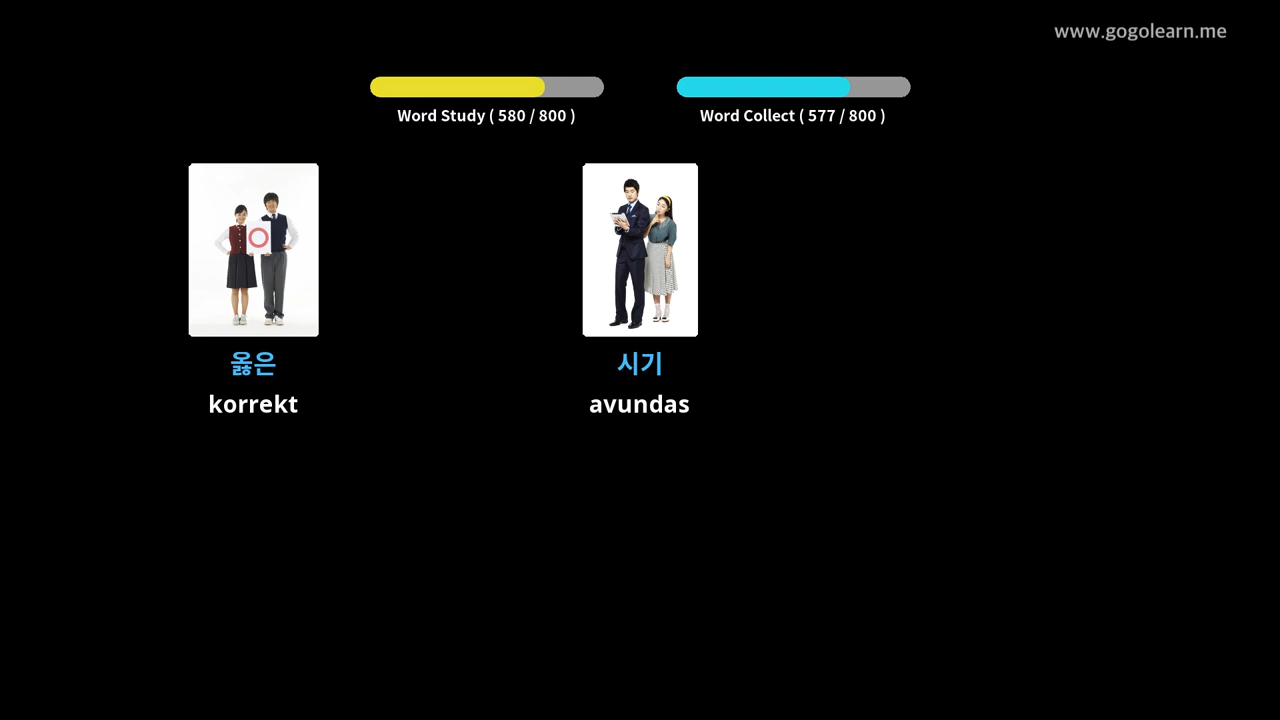 www.gogolearn.me
Word Study ( 580 / 800 )
Word Collect ( 577 / 800 )
옳은
시기
korrekt
avundas